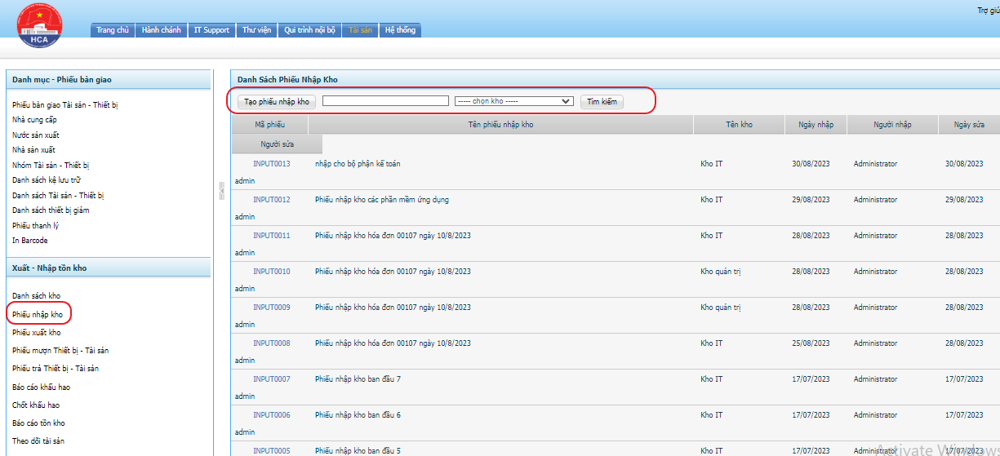 Trợ giú
HCA
Trang chủ Hành chánh IT Support Thư viện Qui trình nội bộ Tài sản Hệ thống
Danh mục - Phiếu bàn giao
Phiếu bàn giao Tài sản - Thiết bị
Nhà cung cấp
Nước sản xuất
Nhà sản xuất
Nhóm Tài sản - Thiết bị
Danh sách kệ lưu trữ
Danh sách Tài sản - Thiết bị
Danh sách thiết bị giảm
Phiếu thanh lý
In Barcode
Xuất - Nhập tồn kho
Danh sách kho
Phiếu nhập kho
Phiếu xuất kho
Phiếu mượn Thiết bị - Tài sản
Phiếu trả Thiết bị - Tài sản
Báo cáo khấu hao
Chốt khấu hao
Báo cáo tồn kho
Theo dõi tài sản
Danh Sách Phiếu Nhập Kho
Tạo phiếu nhập kho ----- chọn kho ----- Tìm kiếm
Mã phiếu Tên phiếu nhập kho Tên kho Ngày nhập Người nhập Ngày sửa
Người sửa
INPUT0013 nhập cho bộ phận kế toán Kho IT 30/08/2023 Administrator 30/08/2023
admin
INPUT0012 Phiếu nhập kho các phần mềm ứng dụng Kho IT 29/08/2023 Administrator 29/08/2023
admin
INPUT0011 Phiếu nhập kho hóa đơn 00107 ngày 10/8/2023 Kho IT 28/08/2023 Administrator 28/08/2023
admin
INPUT0010 Phiếu nhập kho hóa đơn 00107 ngày 10/8/2023 Kho quản trị 28/08/2023 Administrator 28/08/2023
admin
INPUT0009 Phiếu nhập kho hóa đơn 00107 ngày 10/8/2023 Kho quản trị 28/08/2023 Administrator 28/08/2023
admin
INPUT0008 Phiếu nhập kho hóa đơn 00107 ngày 10/8/2023 Kho IT 25/08/2023 Administrator 28/08/2023
admin
INPUT0007 Phiếu nhập kho ban đầu 7 Kho IT 17/07/2023 Administrator 17/07/2023
admin
INPUT0006 Phiếu nhập kho ban đầu 6 Kho IT 17/07/2023 Administrator 17/07/2023
admin
INPUT0005 Phiếu nhập kho ban đầu 5 Kho IT 17/07/2023 Administrator 17/07/2023
Activate Windows